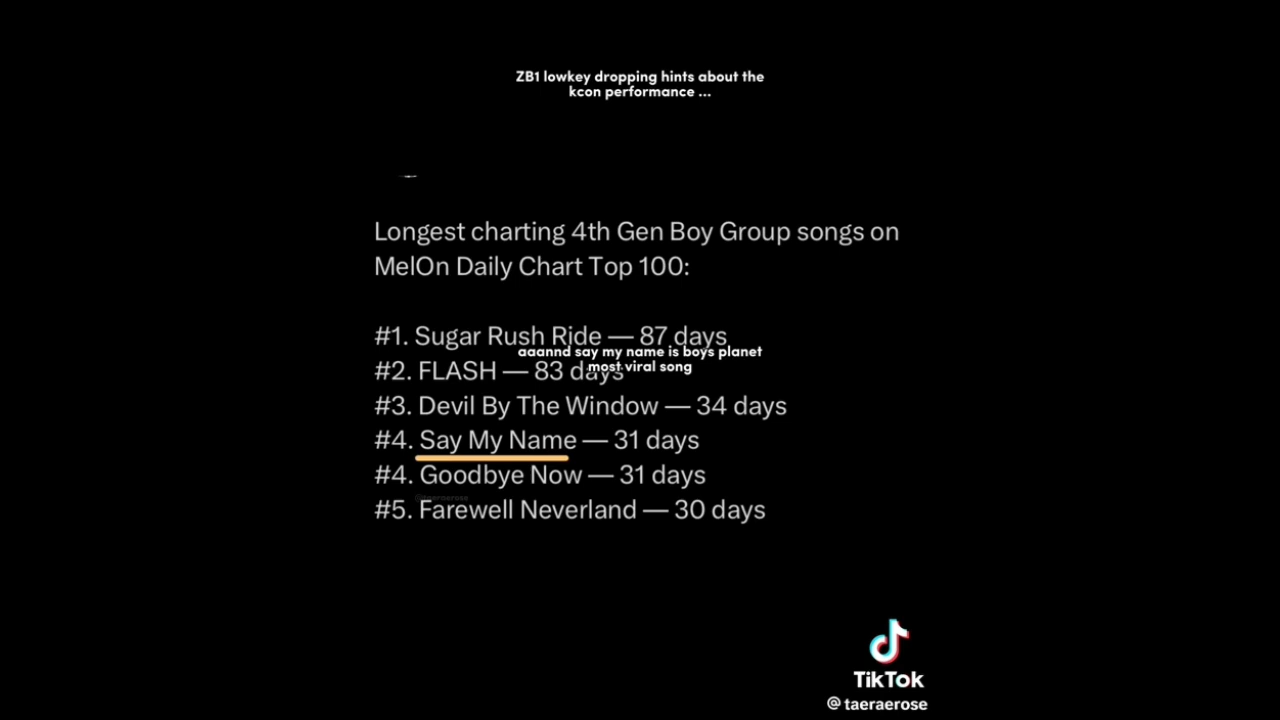 ZB1 lowkey dropping hints about the
kcon performance ...
Longest charting 4th Gen Boy Group songs on
MelOn Daily Chart Top 100:
#1. Sugar Rush Ride — 87 days
aaannd say my name is boys planet
most viral song
#2. FLASH — 83 days
#3. Devil By The Window — 34 days
#4. Say My Name — 31 days
#4. Goodbye Now — 31 days
@taeraerose
#5. Farewell Neverland — 30 days
TikTok
@ taeraerose